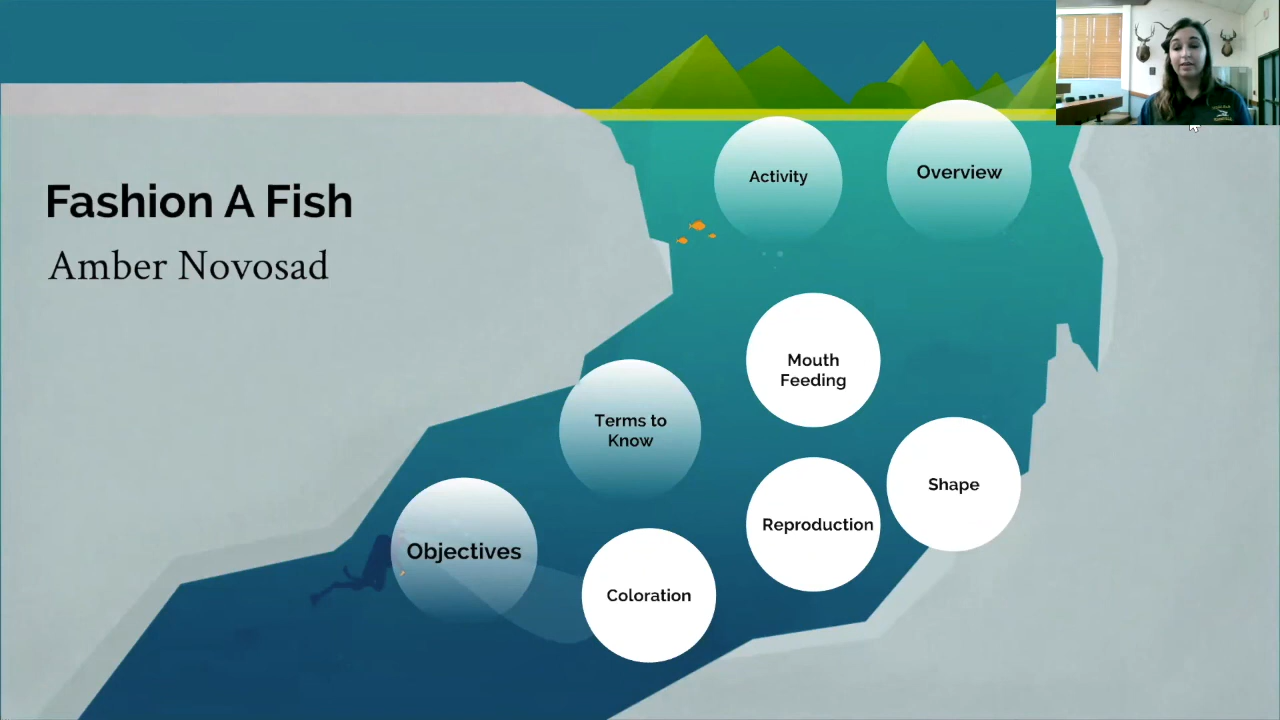 Fashion A Fish
Amber Novosad
Activity
Overview
Mouth
Feeding
Terms to
Know
Shape
Reproduction
Objectives
Coloration